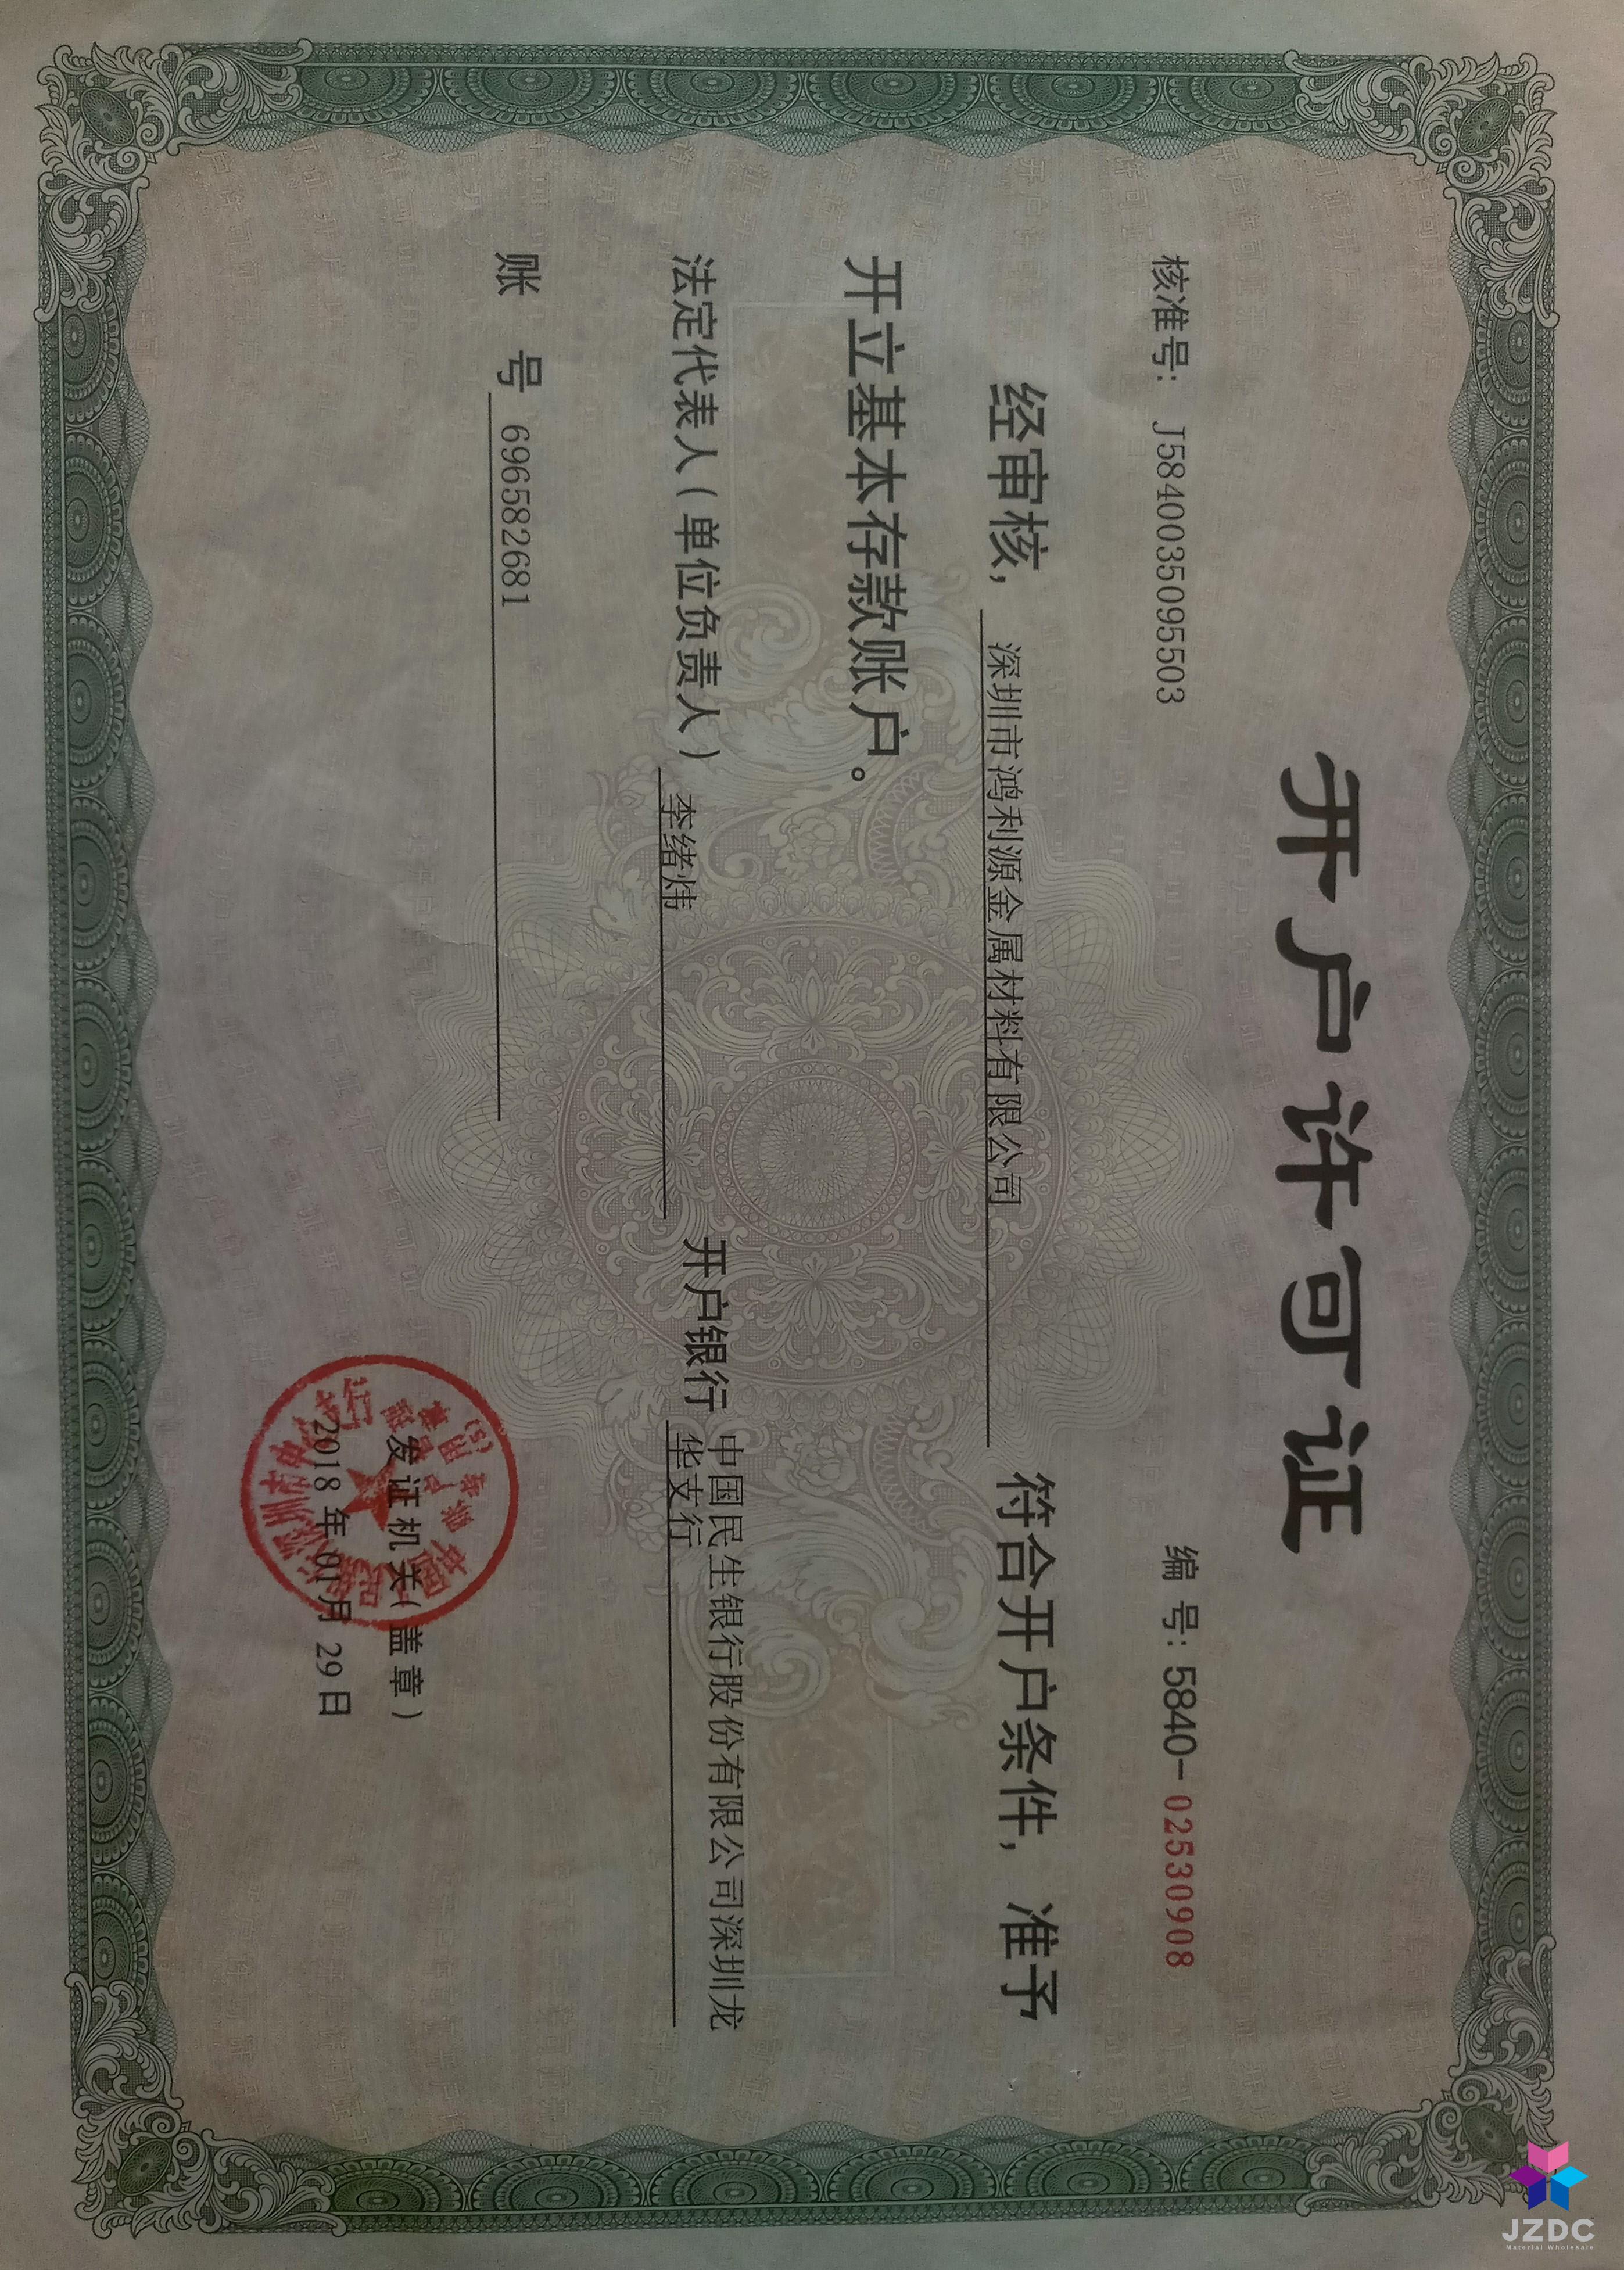 开户许可证
核准号: J5840035095503
编 号: 5840-02530908
经审核, 深圳市鸿利源金属材料有限公司 符合开户条件, 准予
开立基本存款账户。
法定代表人(单位负责人) 李绪炜 开户银行 中国民生银行股份有限公司深圳龙
华支行
账 号 696582681
发证机关(盖章)
2018 年 01 月 29 日
JZDC
Material Wholesale